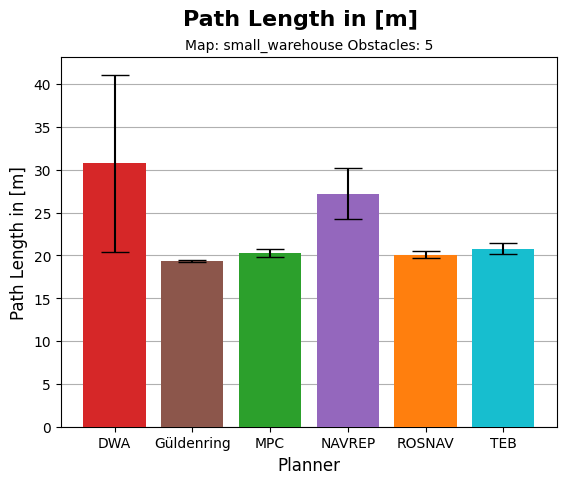 Path Length in [m]
Map: small_warehouse Obstacles: 5
Path Length in [m]
40
35
30
25
20
15
10
5
0
DWA Güldenring MPC NAVREP ROSNAV TEB
Planner